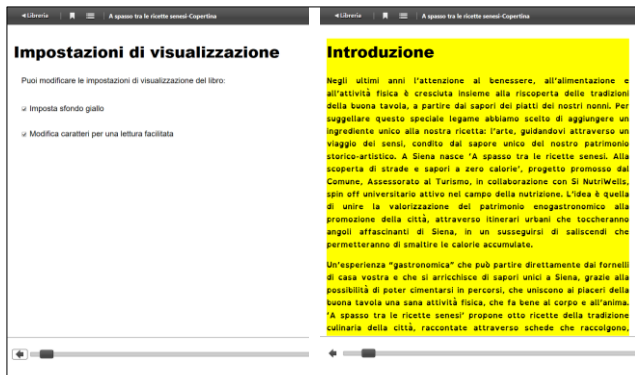 Libreria
A spasso tra le ricette senesi-Copertina
Impostazioni di visualizzazione
Puoi modificare le impostazioni di visualizzazione del libro:
Imposta sfondo giallo
Modifica caratteri per una lettura facilitata
Libreria
A spasso tra le ricette senesi-Copertina
Introduzione
Negli ultimi anni l'attenzione al benessere, all'alimentazione e
all'attività fisica è cresciuta insieme alla riscoperta delle tradizioni
della buona tavola, a partire dai sapori dei piatti dei nostri nonni. Per
suggellare questo speciale legame abbiamo scelto di aggiungere un
ingrediente unico alla nostra ricetta: l'arte, guidandovi attraverso un
viaggio dei sensi, condito dal sapore unico del nostro patrimonio
storico-artistico. A Siena nasce 'A spasso tra le ricette senesi. Alla
scoperta di strade e sapori a zero calorie', progetto promosso dal
Comune, Assessorato al Turismo, in collaborazione con Si NutriWells,
spin off universitario attivo nel campo della nutrizione. L'idea è quella
di unire la valorizzazione del patrimonio enogastronomico alla
promozione della città, attraverso itinerari urbani che toccheranno
angoli affascinanti di Siena, in un susseguirsi di saliscendi che
permetteranno di smaltire le calorie accumulate.
Un'esperienza "gastronomica" che può partire direttamente dai fornelli
di casa vostra e che si arricchisce di sapori unici a Siena, grazie alla
possibilità di poter cimentarsi in percorsi, che uniscono ai piaceri della
buona tavola una sana attività fisica, che fa bene al corpo e all'anima.
'A spasso tra le ricette senesi' propone otto ricette della tradizione
culinaria della città, raccontate attraverso schede che raccolgono,